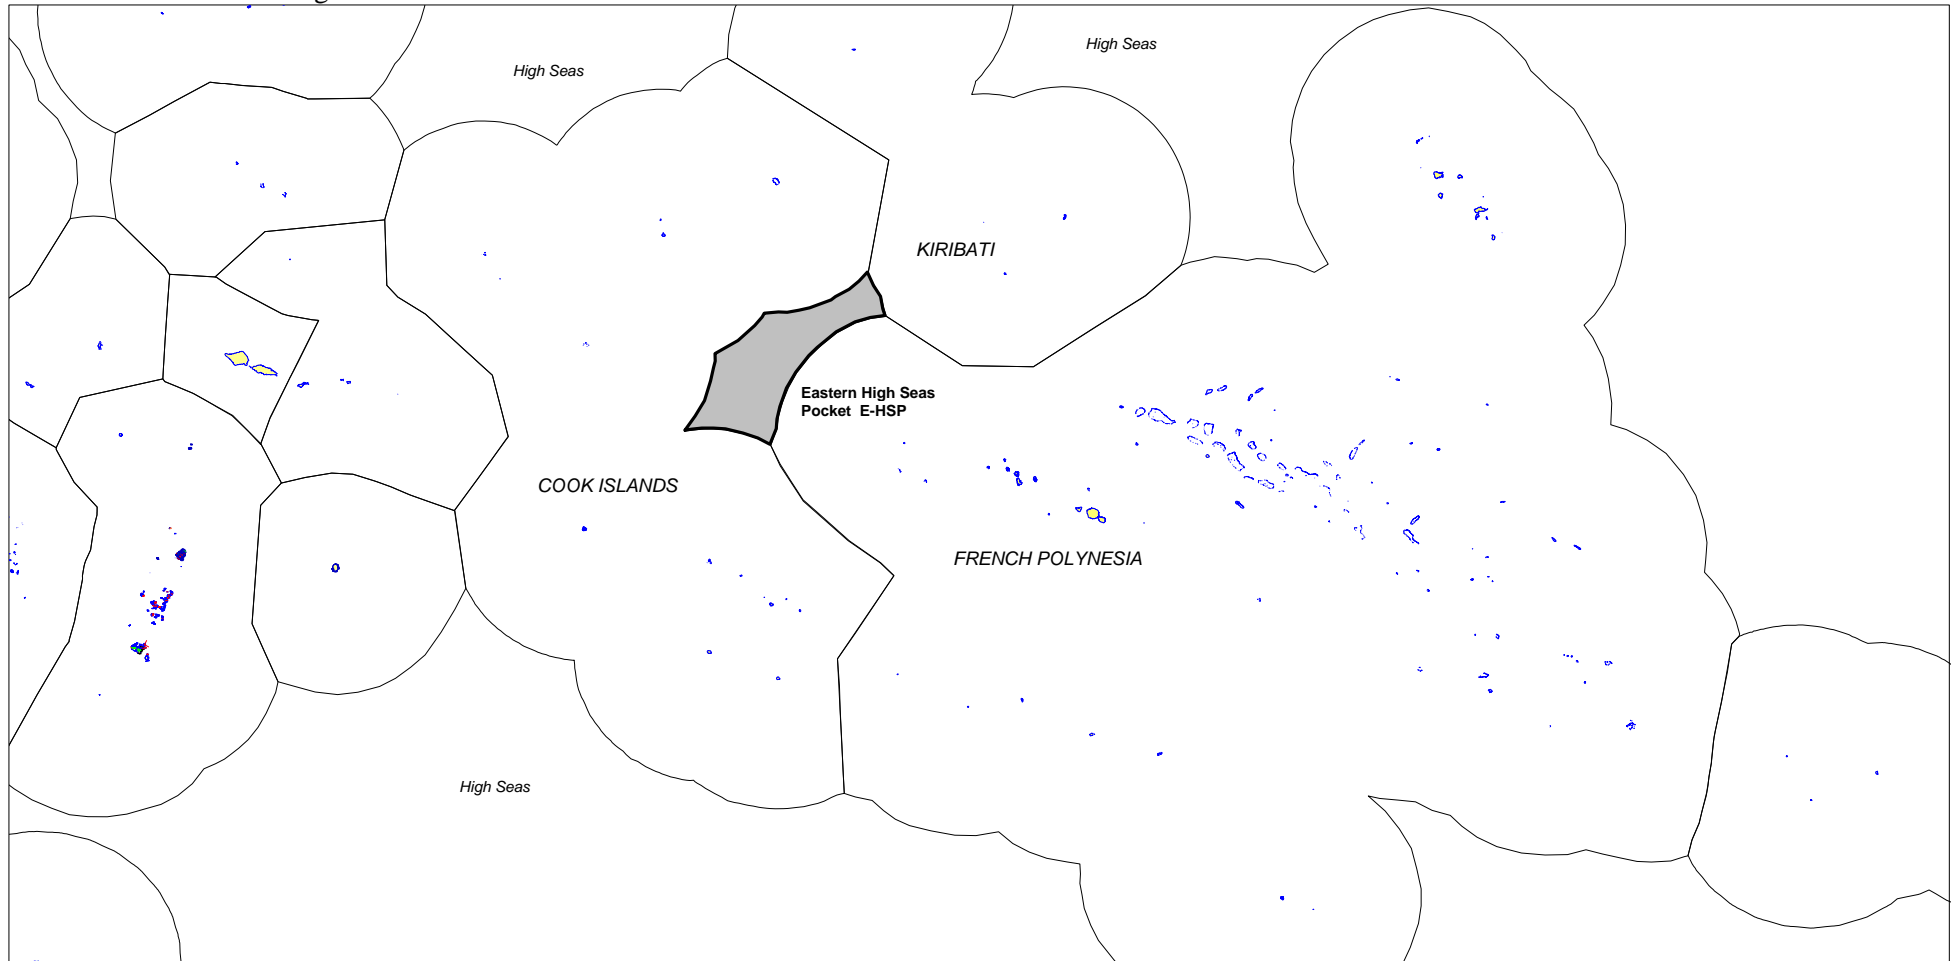 High Seas
High Seas
KIRIBATI
Eastern High Seas
Pocket E-HSP
COOK ISLANDS
FRENCH POLYNESIA
High Seas